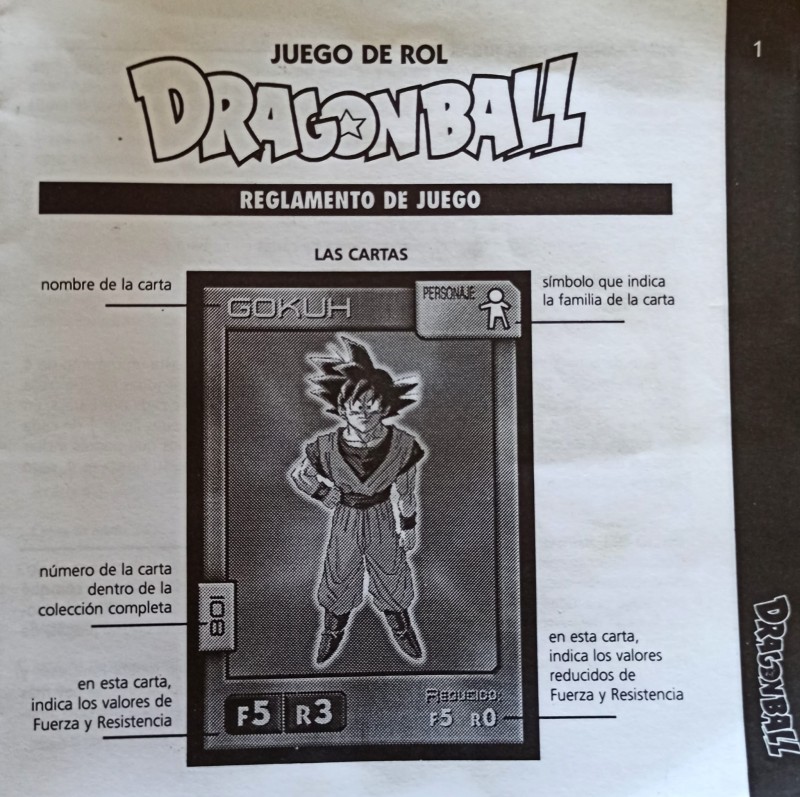 1
JUEGO DE ROL
DRAGONBALL
REGLAMENTO DE JUEGO
LAS CARTAS
nombre de la carta
GOKUH
PERSONAJE
símbolo que indica
la familia de la carta
número de la carta
dentro de la
colección completa
108
en esta carta,
indica los valores de
Fuerza y Resistencia
F5 R3
REDUCIDO:
F5 R0
en esta carta,
indica los valores
reducidos de
Fuerza y Resistencia
DRAGONBALL